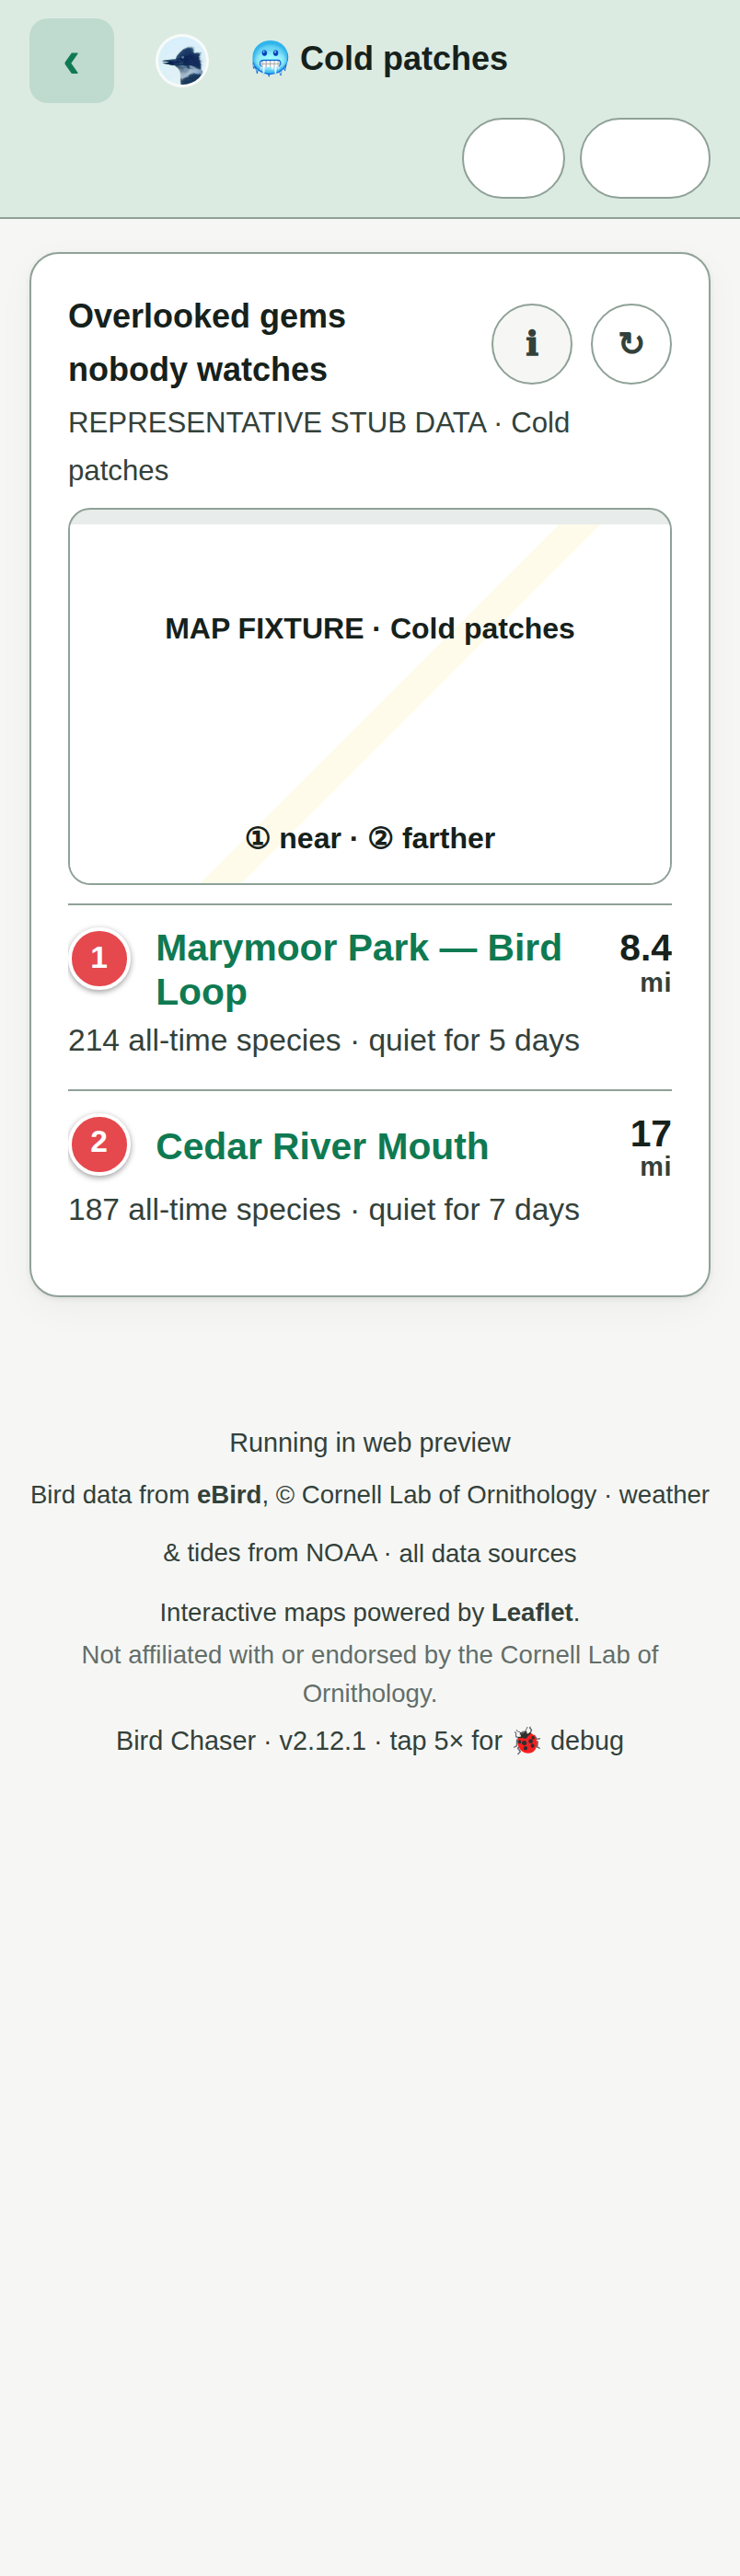 ‹ 🥶 Cold patches
Overlooked gems
nobody watches
ℹ ↻
REPRESENTATIVE STUB DATA · Cold
patches
MAP FIXTURE · Cold patches
① near · ② farther
1 Marymoor Park — Bird 8.4
Loop mi
214 all-time species · quiet for 5 days
2 Cedar River Mouth 17
mi
187 all-time species · quiet for 7 days
Running in web preview
Bird data from eBird, © Cornell Lab of Ornithology · weather
& tides from NOAA · all data sources
Interactive maps powered by Leaflet.
Not affiliated with or endorsed by the Cornell Lab of
Ornithology.
Bird Chaser · v2.12.1 · tap 5× for 🐞 debug